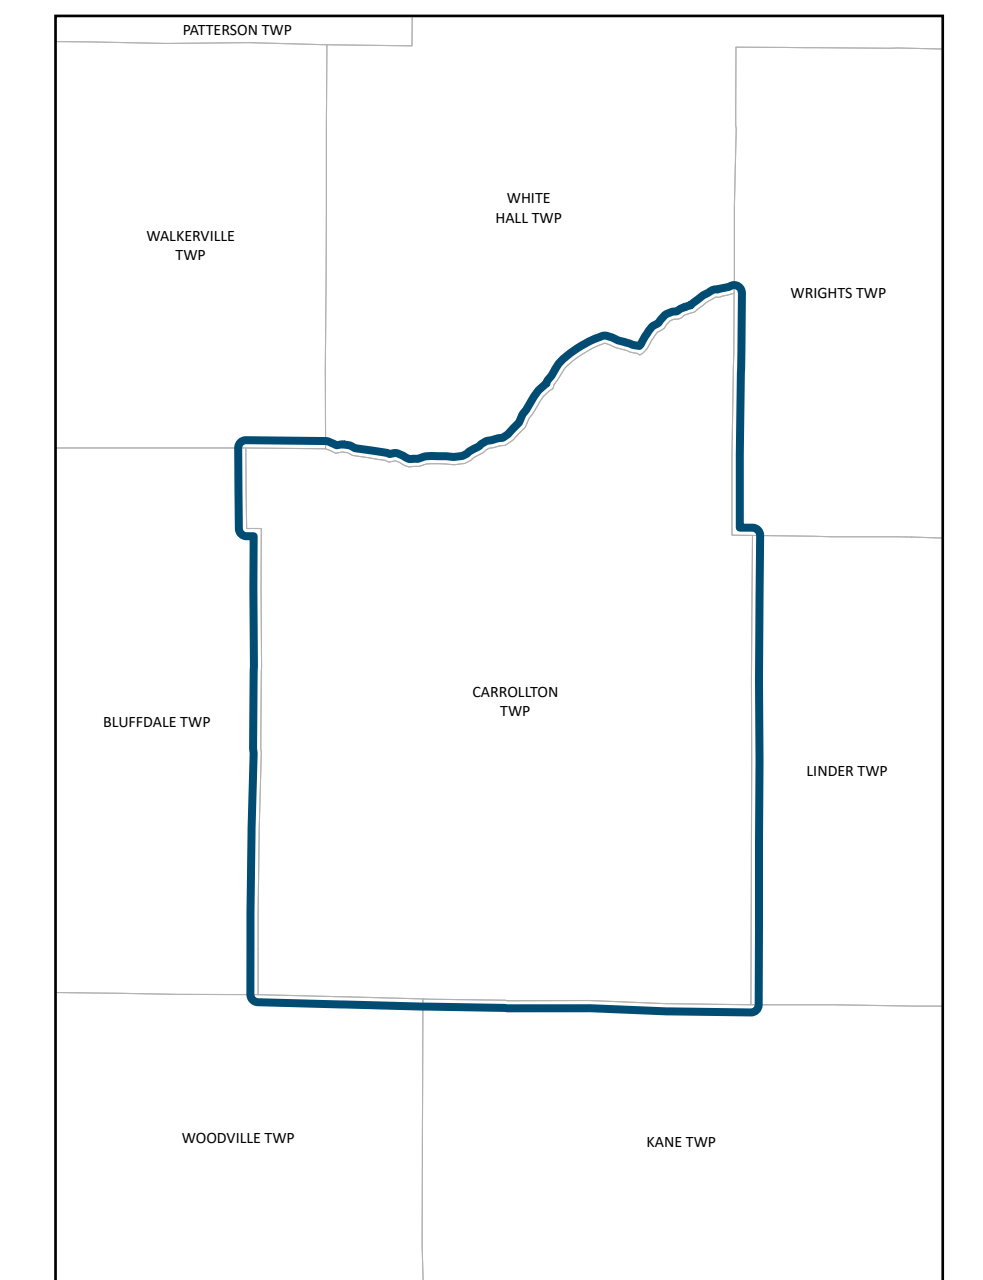 PATTERSON TWP
WHITE
HALL TWP
WALKERVILLE
TWP
WRIGHTS TWP
CARROLLTON
TWP
BLUFFDALE TWP
LINDER TWP
WOODVILLE TWP
KANE TWP